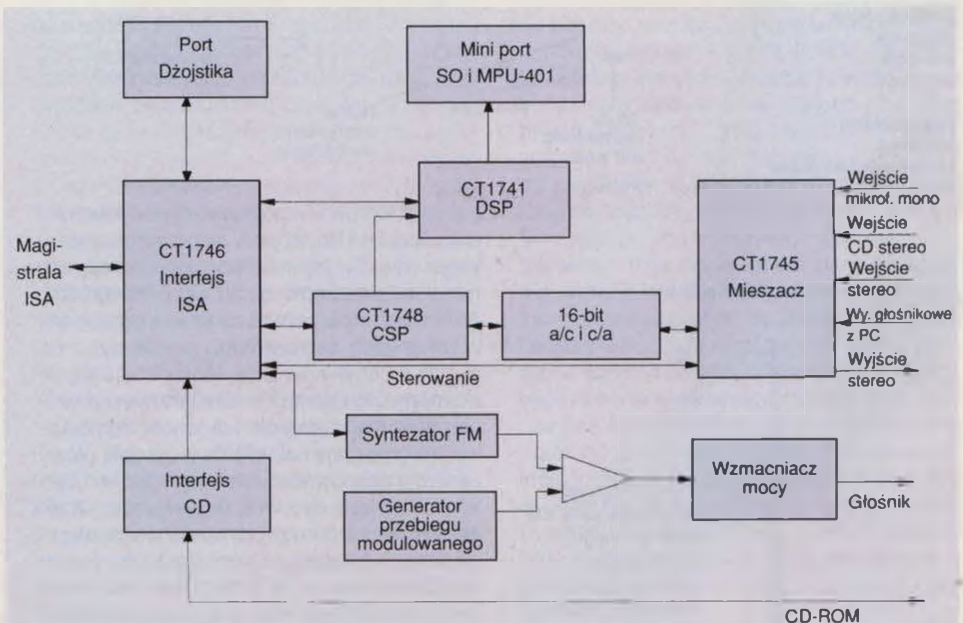 Port
Dżojstika
Mini port
SO i MPU-401
CT1741
DSP
Magi-
strala
ISA
CT1746
Interfejs
ISA
CT1748
CSP
16-bit
a/c i c/a
CT1745
Mieszacz
Wejście
mikrof. mono
Wejście
CD stereo
Wejście
stereo
Wy. głośnikowe
z PC
Wyjście
stereo
Sterowanie
Syntezator FM
Interfejs
CD
Generator
przebiegu
modulowanego
Wzmacniacz
mocy
Głośnik
CD-ROM